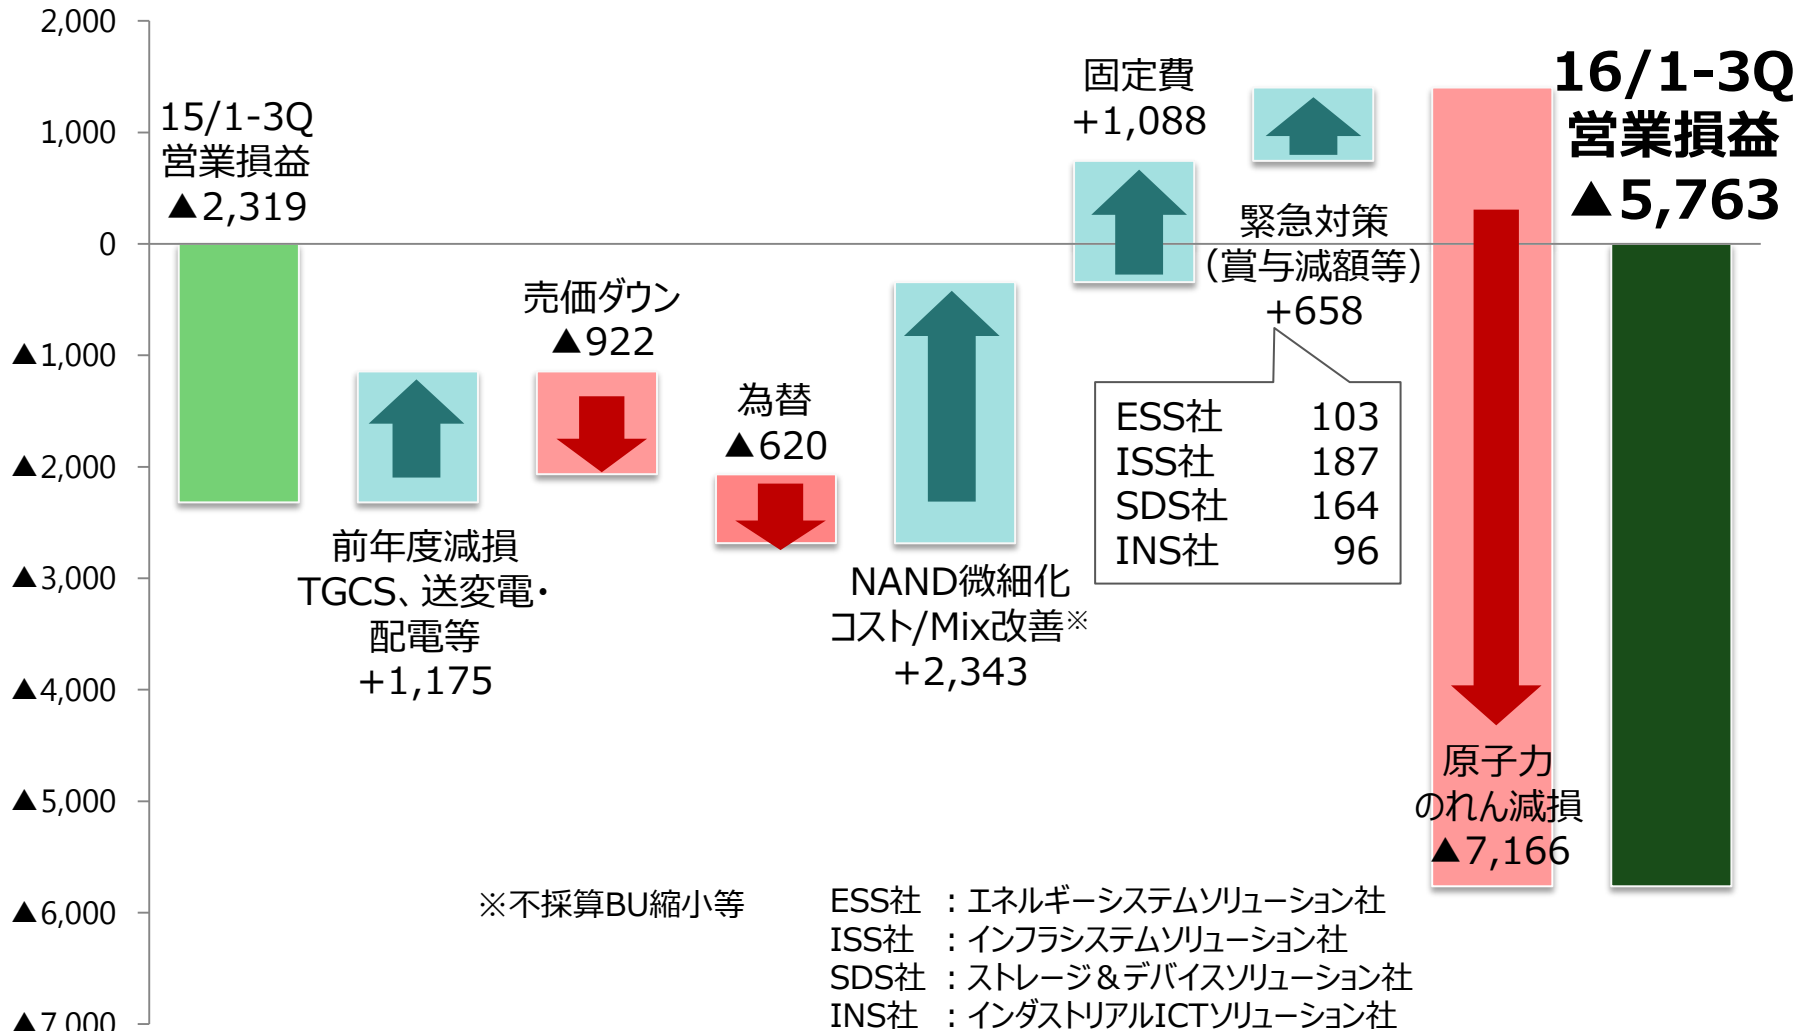 2,000
1,000
0
▲1,000
▲2,000
▲3,000
▲4,000
▲5,000
▲6,000
▲7,000
15/1-3Q
営業損益
▲2,319
前年度減損
TGCS、送変電・
配電等
+1,175
売価ダウン
▲922
為替
▲620
NAND微細化
コスト/Mix改善※
+2,343
固定費
+1,088
緊急対策
（賞与減額等）
+658
ESS社 103
ISS社 187
SDS社 164
INS社 96
原子力
のれん減損
▲7,166
16/1-3Q
営業損益
▲5,763
※不採算BU縮小等
ESS社 ：エネルギーシステムソリューション社
ISS社 ：インフラシステムソリューション社
SDS社 ：ストレージ＆デバイスソリューション社
INS社 ：インダストリアルICTソリューション社